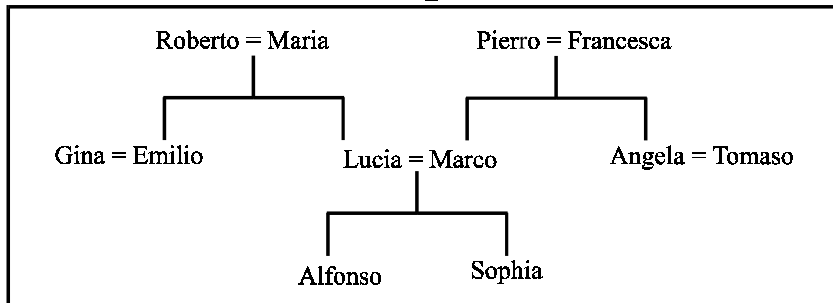 Roberto = Maria Pierro = Francesca
Gina = Emilio Lucia = Marco Angela = Tomaso
Alfonso Sophia